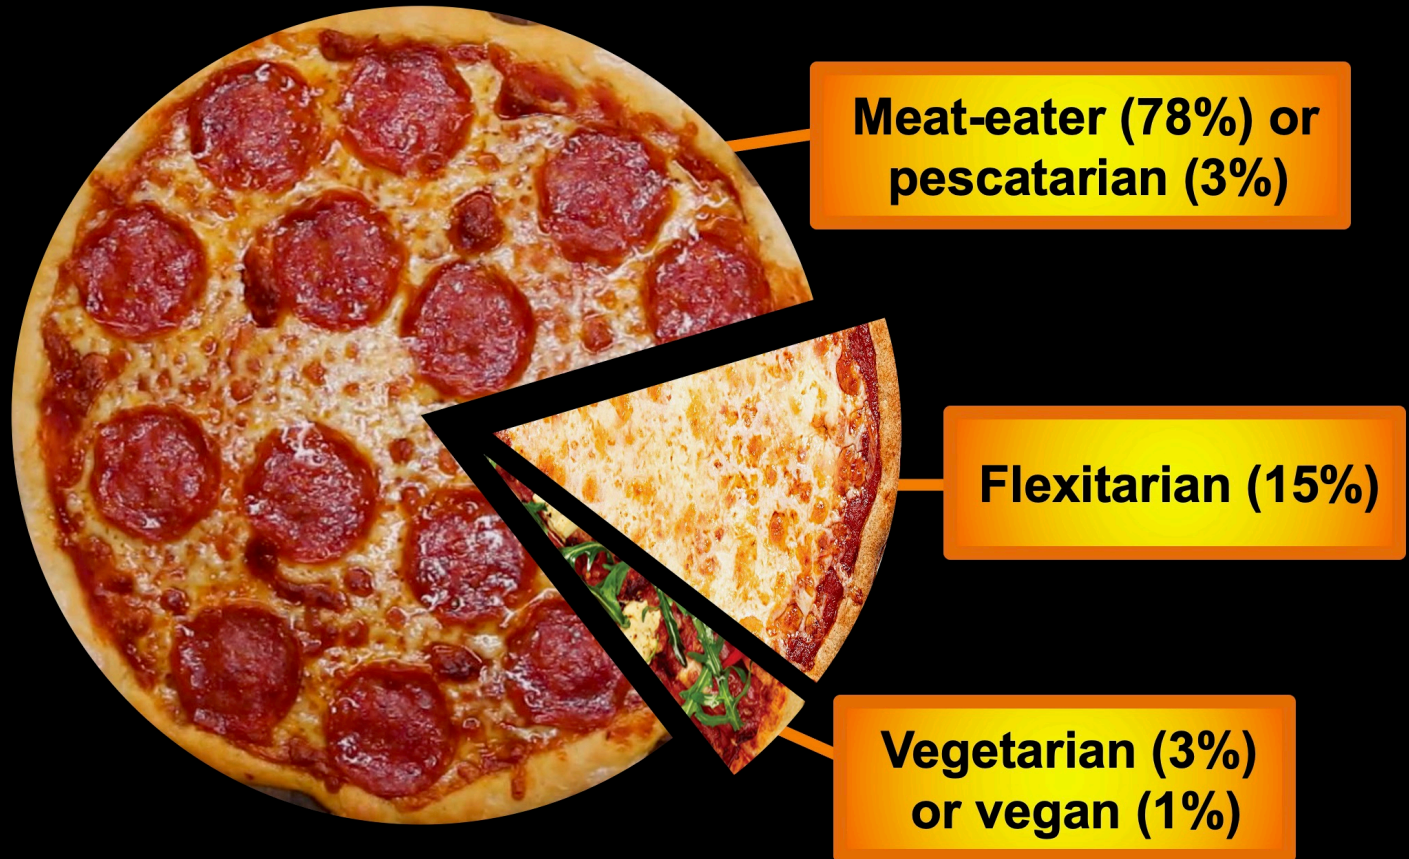 Meat-eater (78%) or
pescatarian (3%)
Flexitarian (15%)
Vegetarian (3%)
or vegan (1%)